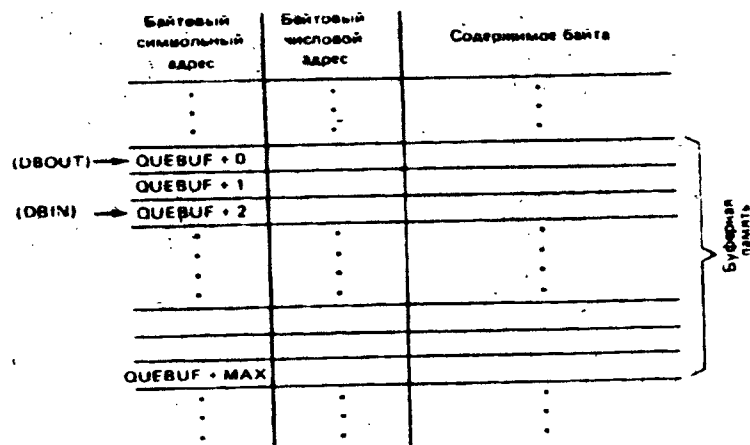 Байтовый символьный адрес
Байтовый числовой адрес
Содержимое байта
(DBOUT) QUEBUF + 0
QUEBUF + 1
(DBIN) QUEBUF + 2
QUEBUF + MAX
Буферная память